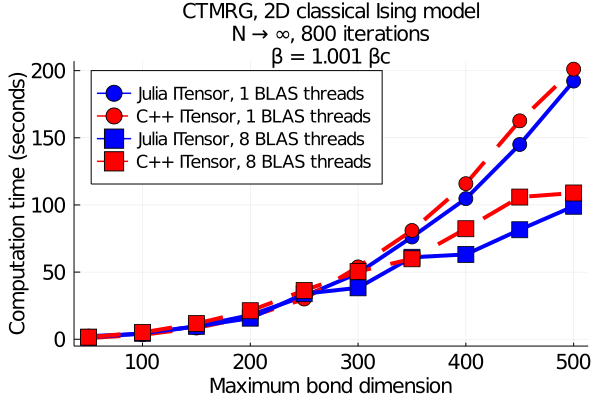 CTMRG, 2D classical Ising model
N → ∞, 800 iterations
β = 1.001 βc
Computation time (seconds)
200
150
100
50
0
Julia ITensor, 1 BLAS threads
C++ ITensor, 1 BLAS threads
Julia ITensor, 8 BLAS threads
C++ ITensor, 8 BLAS threads
100 200 300 400 500
Maximum bond dimension